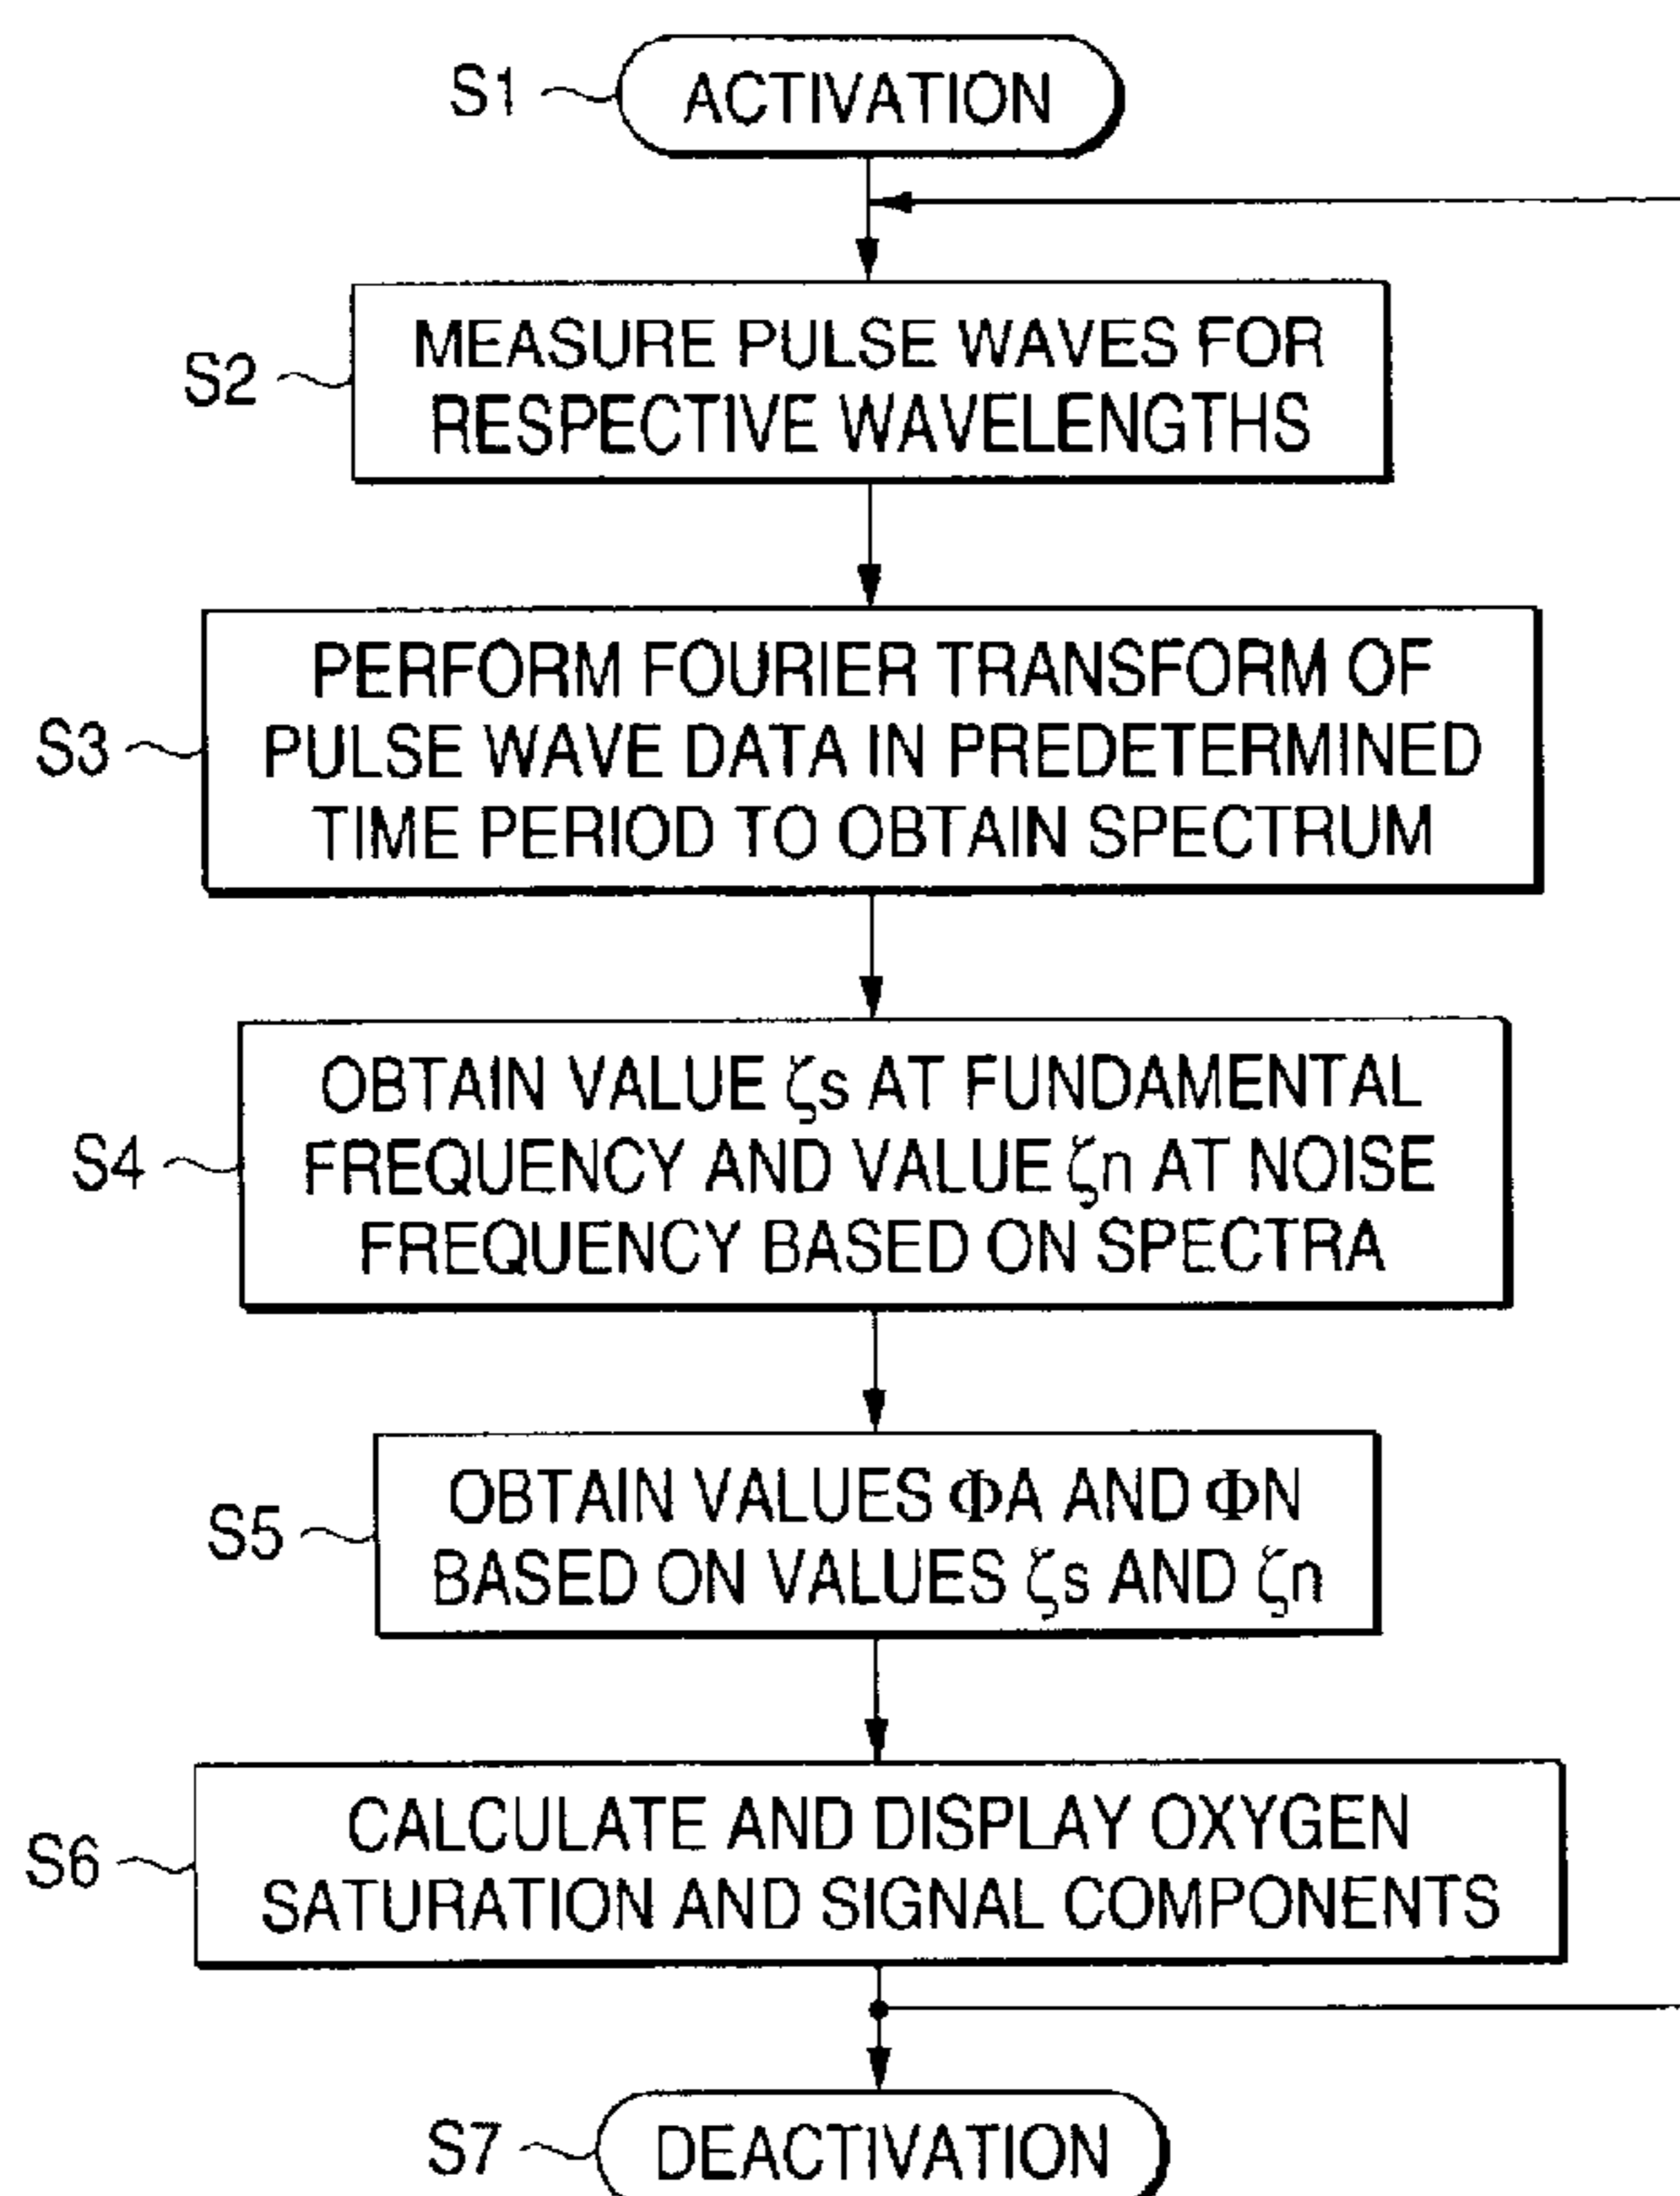 S1
ACTIVATION
S2
MEASURE PULSE WAVES FOR
RESPECTIVE WAVELENGTHS
S3
PERFORM FOURIER TRANSFORM OF
PULSE WAVE DATA IN PREDETERMINED
TIME PERIOD TO OBTAIN SPECTRUM
S4
OBTAIN VALUE ζs AT FUNDAMENTAL
FREQUENCY AND VALUE ζn AT NOISE
FREQUENCY BASED ON SPECTRA
S5
OBTAIN VALUES ΦA AND ΦN
BASED ON VALUES ζs AND ζn
S6
CALCULATE AND DISPLAY OXYGEN
SATURATION AND SIGNAL COMPONENTS
S7
DEACTIVATION